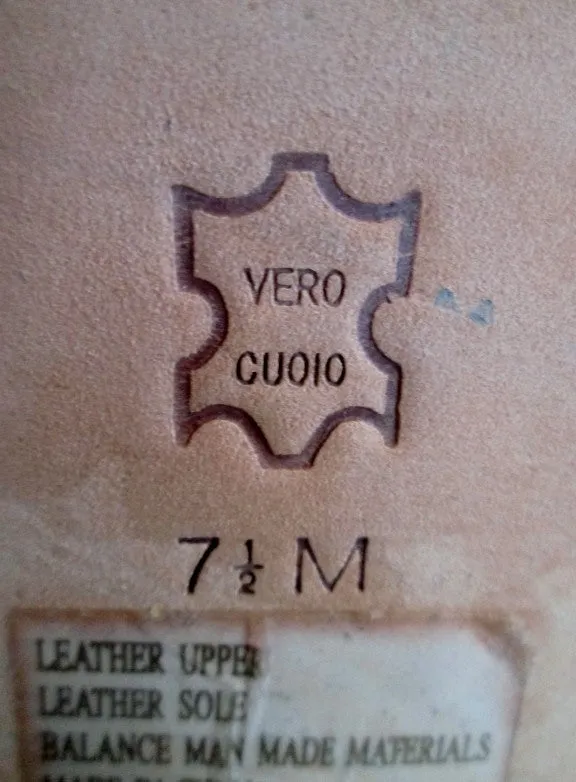 VERO
CUOIO
7 ½ M
LEATHER UPPER
LEATHER SOLE
BALANCE MAN MADE MATERIALS